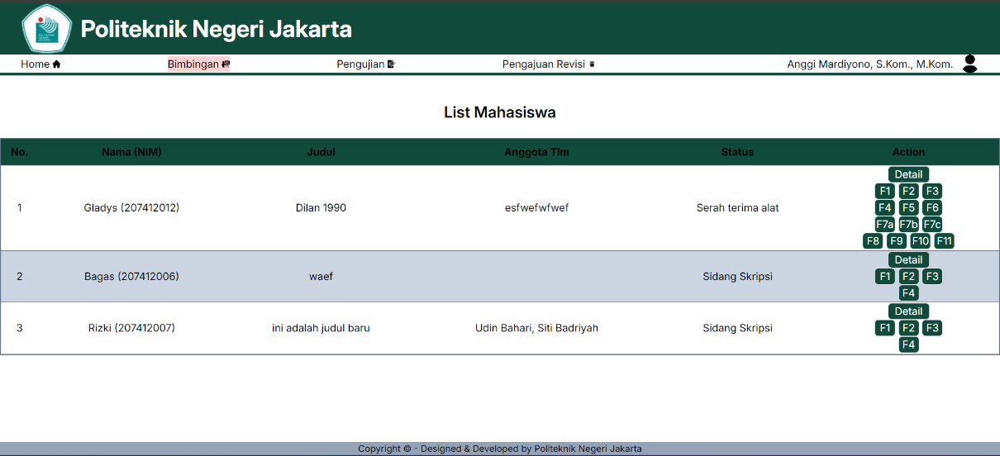 Politeknik Negeri Jakarta
Home
Bimbingan
Pengujian
Pengajuan Revisi
Anggi Mardiyono, S.Kom., M.Kom.
List Mahasiswa
No. Nama (NIM) Judul Anggota TIm Status Action
1 Gladys (207412012) Dilan 1990 esfwefwfwef Serah terima alat
Detail
F1 F2 F3
F4 F5 F6
F7a F7b F7c
F8 F9 F10 F11
2 Bagas (207412006) waef Sidang Skripsi
Detail
F1 F2 F3
F4
3 Rizki (207412007) ini adalah judul baru Udin Bahari, Siti Badriyah Sidang Skripsi
Detail
F1 F2 F3
F4
Copyright © - Designed & Developed by Politeknik Negeri Jakarta